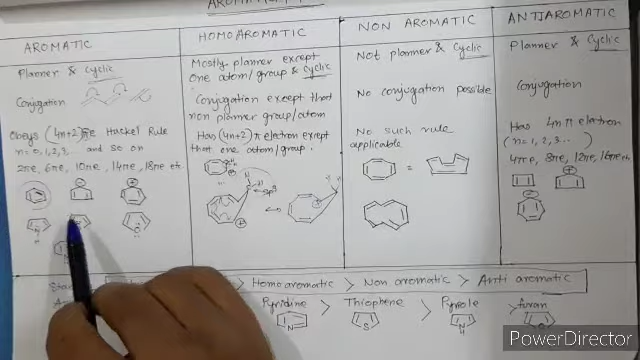 AROMATIC
Planner & Cyclic
Conjugation
Obeys (4n+2)πe Hackel Rule
n = 0,1,2,3 and so on
2πe, 6πe, 10πe, 14πe, 18πe etc
HOMOAROMATIC
Mostly planner except
One atom/group & Cyclic
Conjugation except that
non planner group/atom
Has (4n+2) π electron except
that one atom/group.
NON AROMATIC
Not planner & Cyclic
No conjugation possible
No such rule
applicable
=
ANTIAROMATIC
Planner & Cyclic
Conjugation
Has 4nπ electron
(n=1, 2, 3...)
4πe, 8πe, 12πe, 16πe
> Homoaromatic > Non aromatic > Anti aromatic
Pyridine > Thiophene > Pyrrole > furan
N S N H
PowerDirector